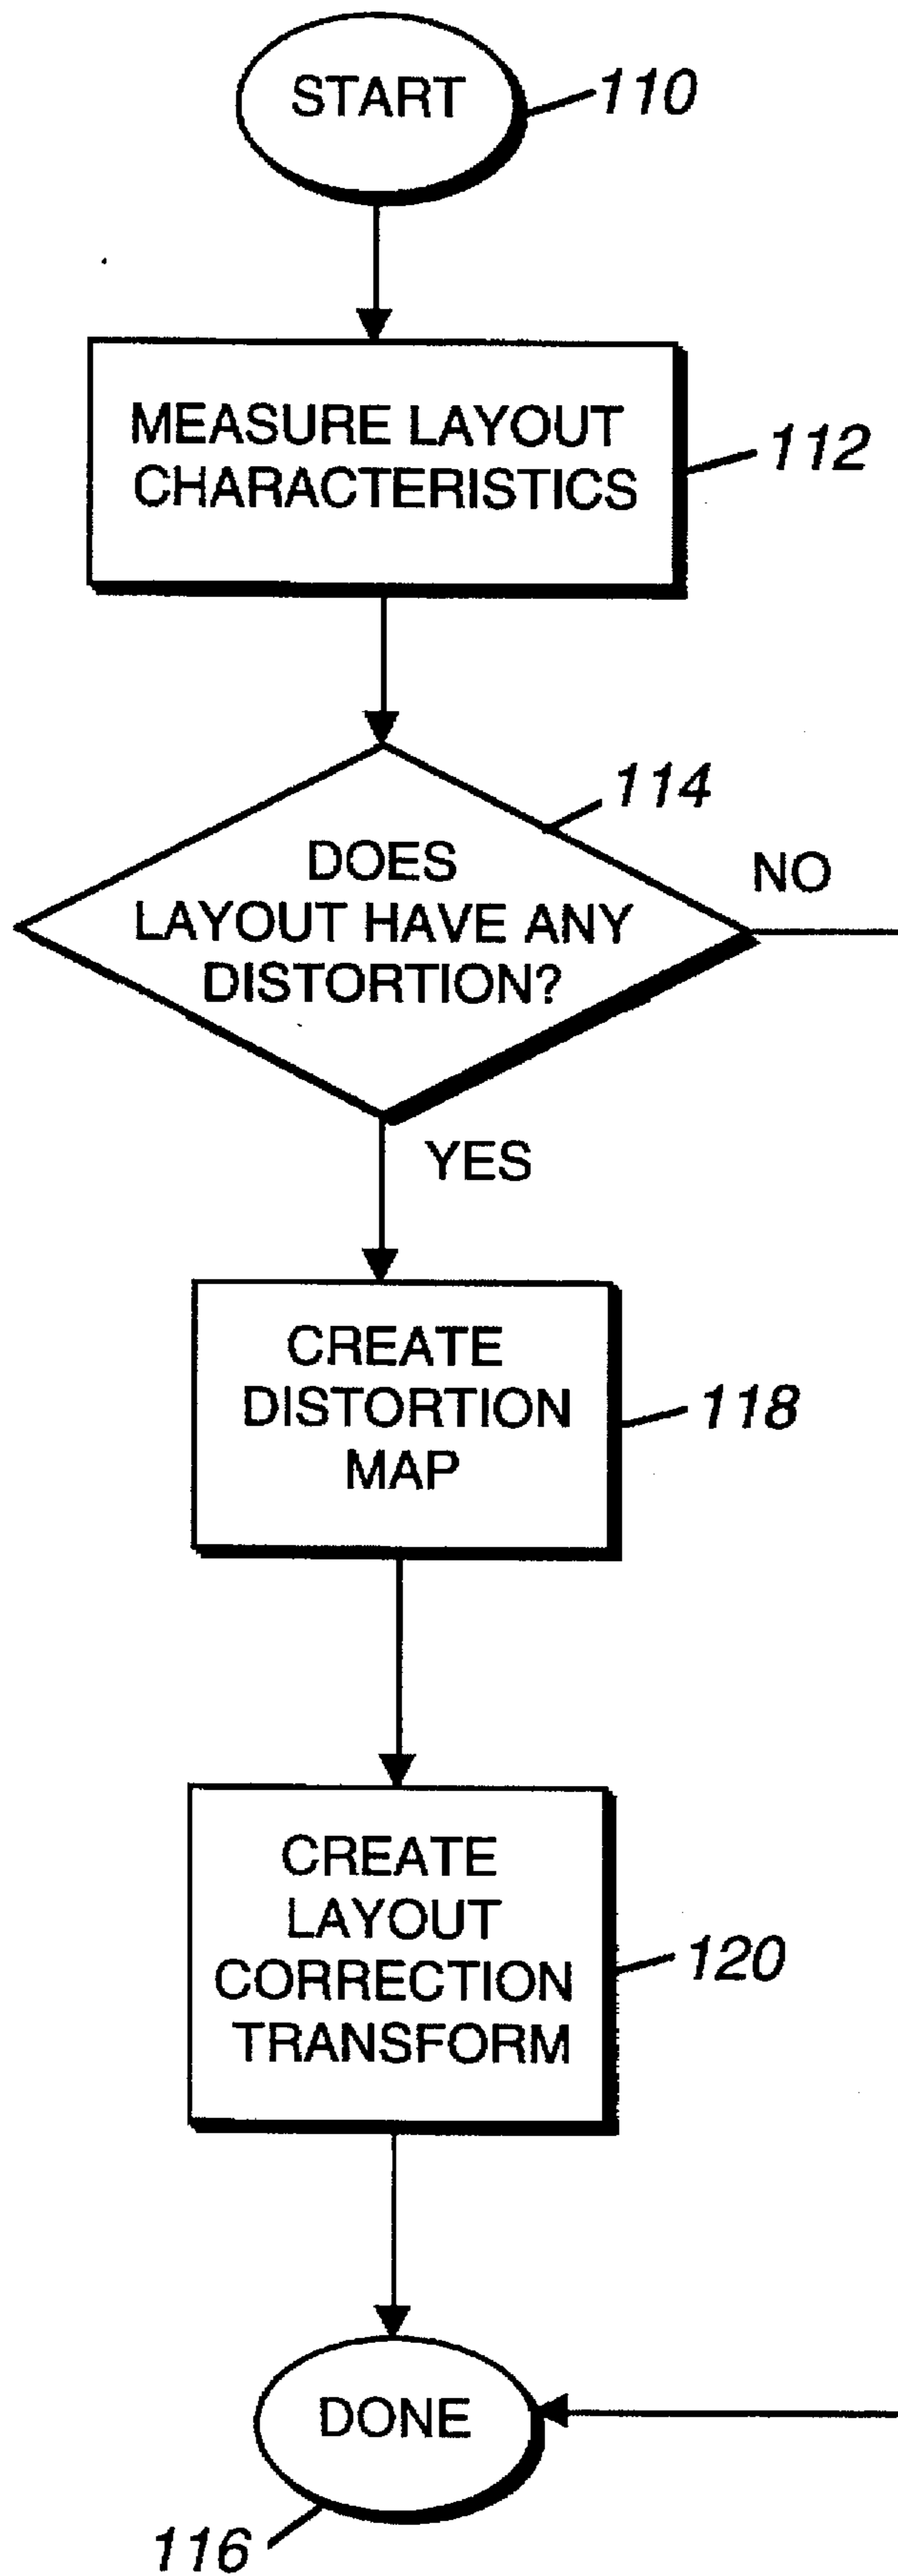 START
110
MEASURE LAYOUT
CHARACTERISTICS
112
114
DOES
LAYOUT HAVE ANY
DISTORTION?
NO
YES
CREATE
DISTORTION
MAP
118
CREATE
LAYOUT
CORRECTION
TRANSFORM
120
DONE
116